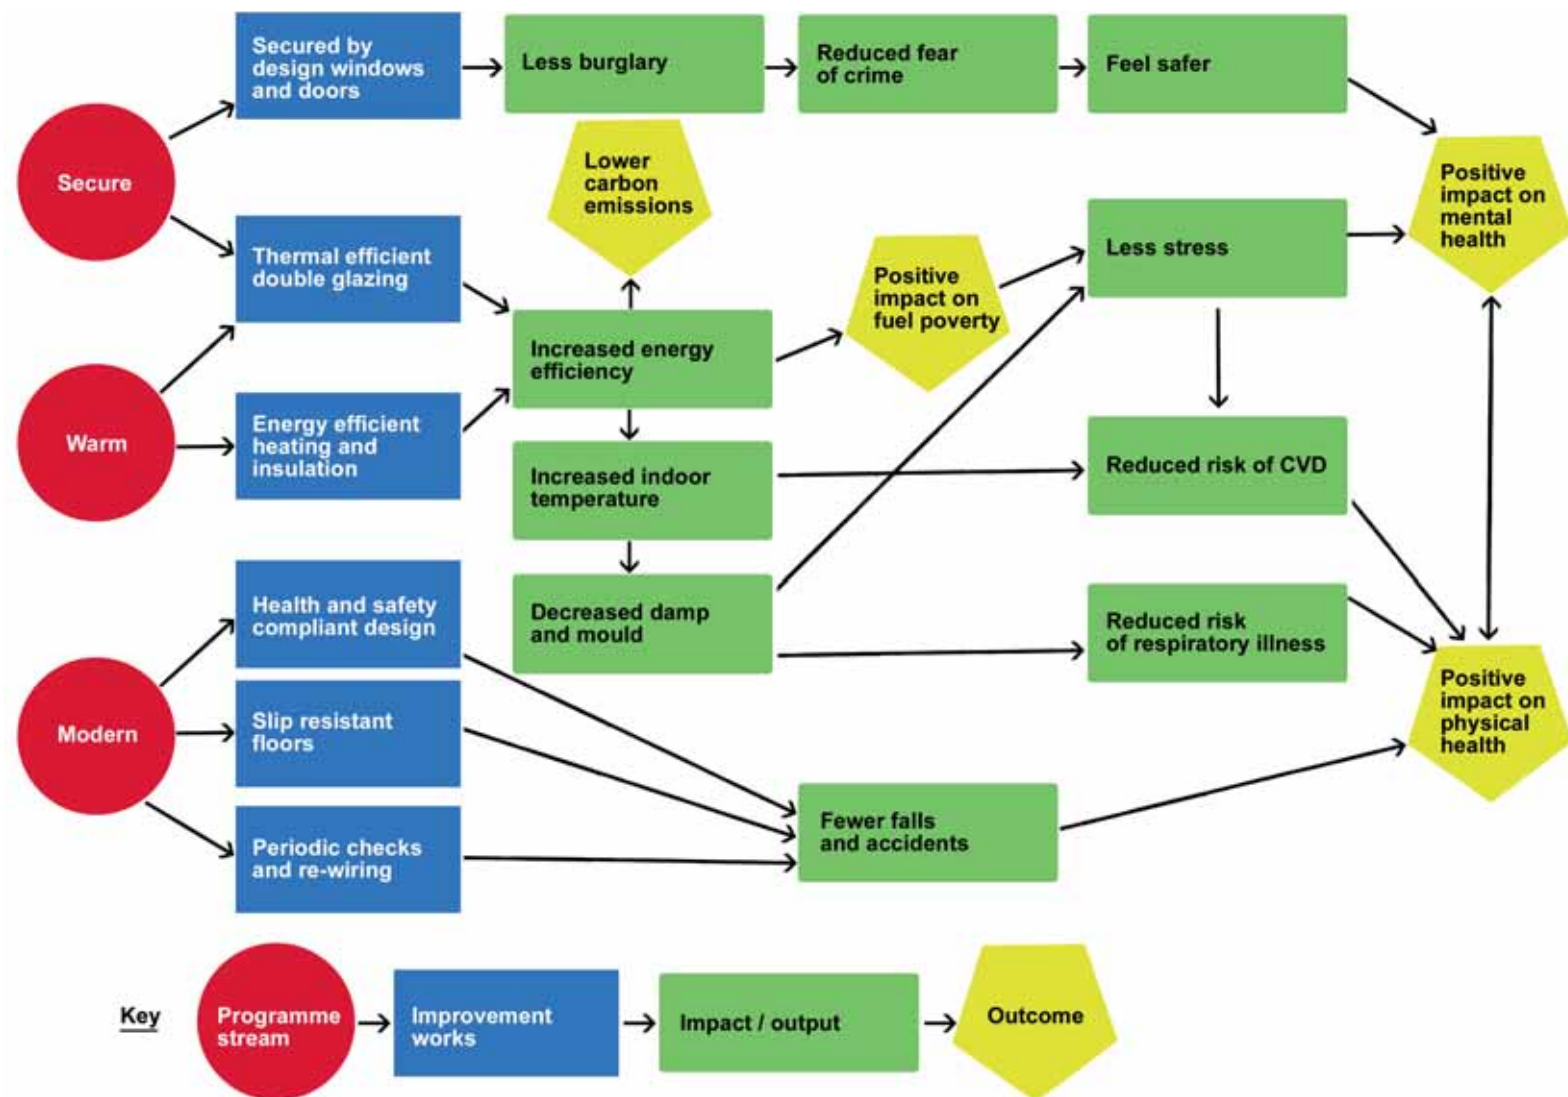 Secured by
design windows
and doors
Less burglary
Reduced fear
of crime
Feel safer
Secure
Lower
carbon
emissions
Positive
impact on
mental
health
Thermal efficient
double glazing
Positive
impact on
fuel poverty
Less stress
Increased energy
efficiency
Warm
Energy efficient
heating and
insulation
Increased indoor
temperature
Reduced risk of CVD
Health and safety
compliant design
Decreased damp
and mould
Reduced risk
of respiratory illness
Modern
Slip resistant
floors
Positive
impact on
physical
health
Periodic checks
and re-wiring
Fewer falls
and accidents
Key
Programme
stream
Improvement
works
Impact / output
Outcome